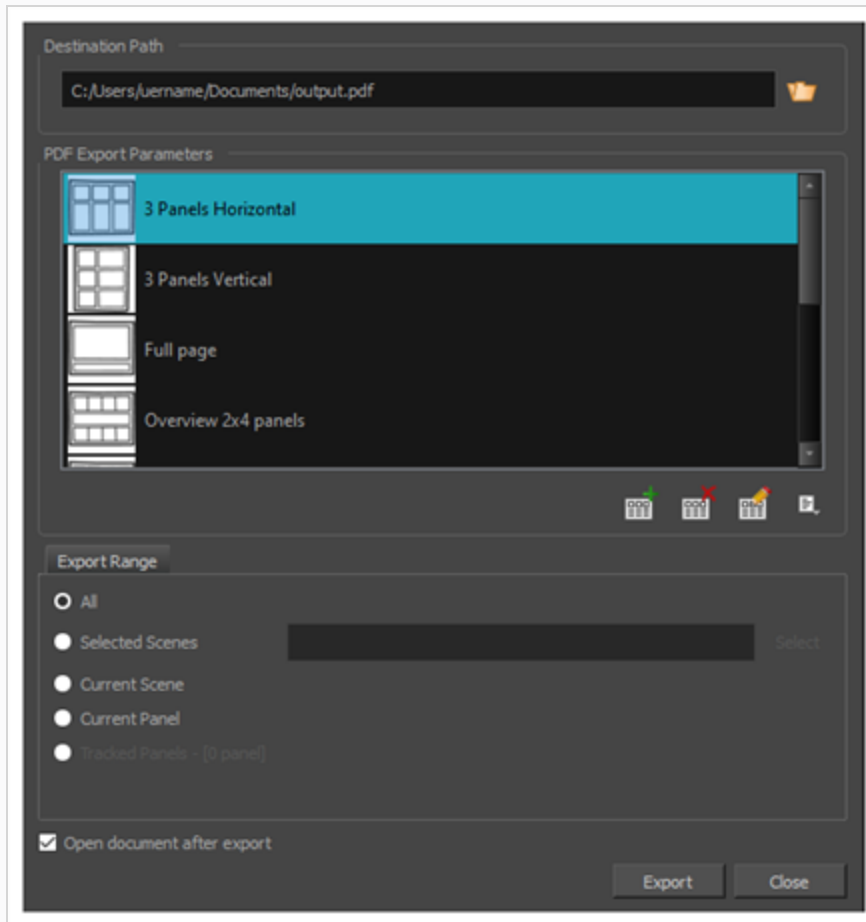 Destination Path
C:/Users/uername/Documents/output.pdf
PDF Export Parameters
3 Panels Horizontal
3 Panels Vertical
Full page
Overview 2x4 panels
Export Range
All
Selected Scenes
Select
Current Scene
Current Panel
Tracked Panels - [0 panel]
Open document after export
Export
Close